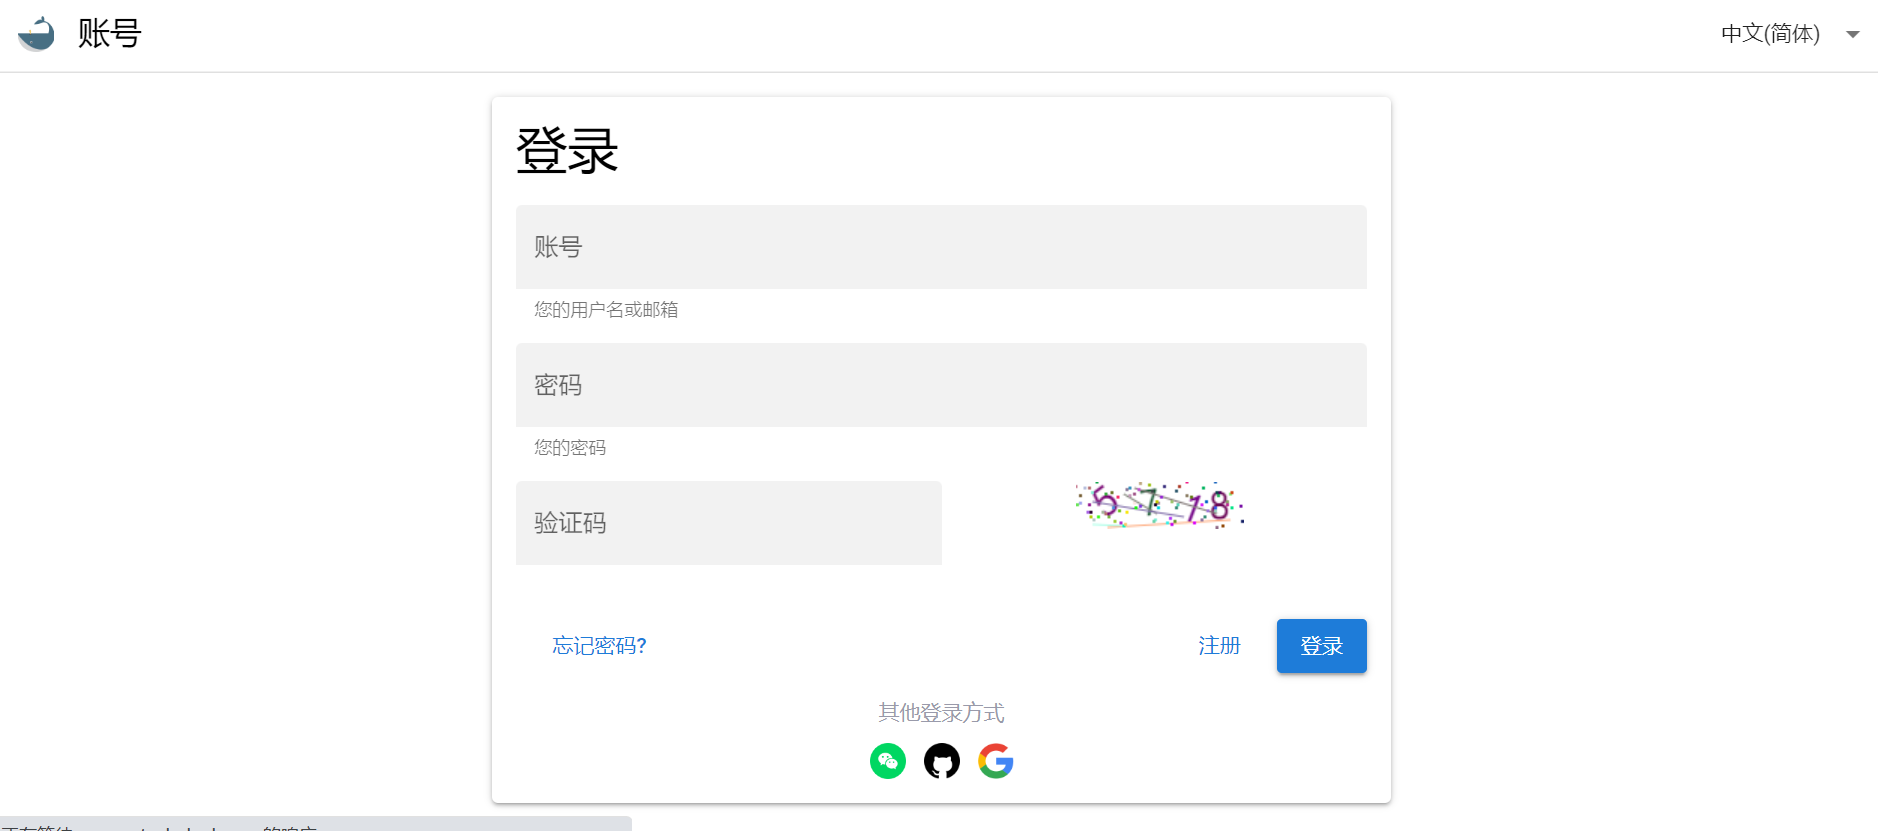 账号
中文(简体)
登录
账号
您的用户名或邮箱
密码
您的密码
验证码
5778
忘记密码?
注册
登录
其他登录方式